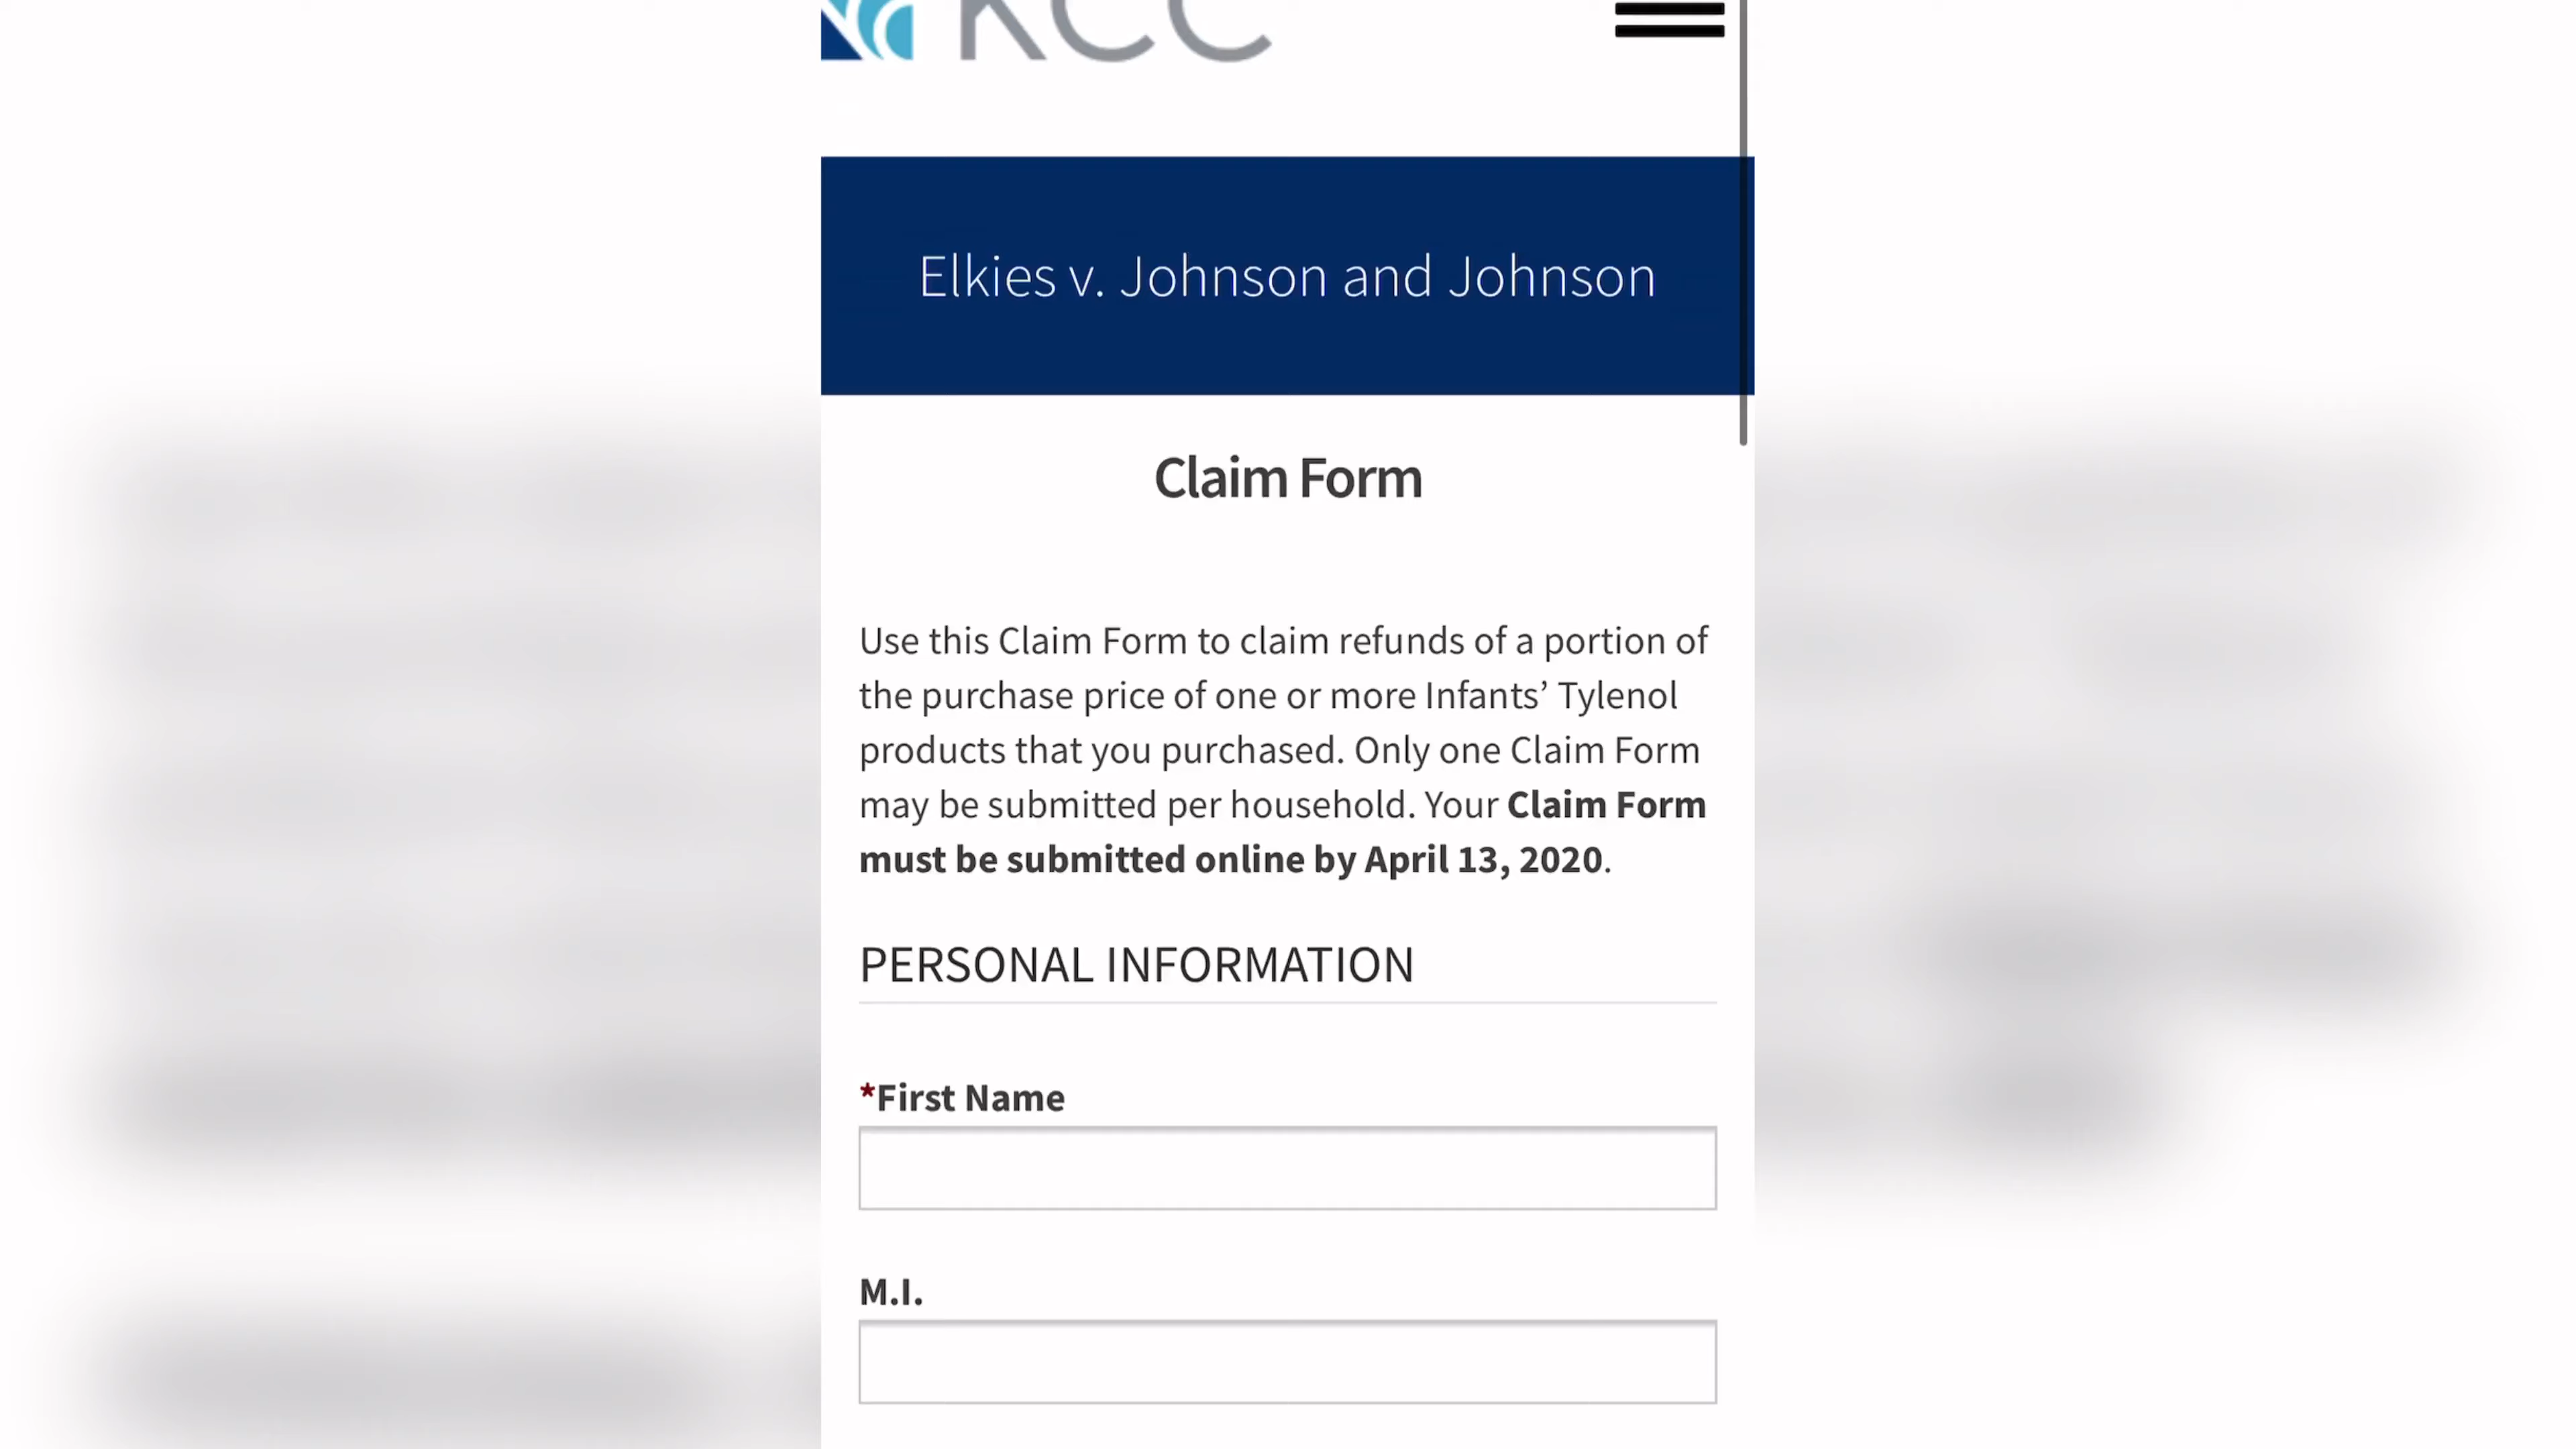 KCC
Elkies v. Johnson and Johnson
Claim Form
Use this Claim Form to claim refunds of a portion of
the purchase price of one or more Infants’ Tylenol
products that you purchased. Only one Claim Form
may be submitted per household. Your Claim Form
must be submitted online by April 13, 2020.
PERSONAL INFORMATION
*First Name
M.I.